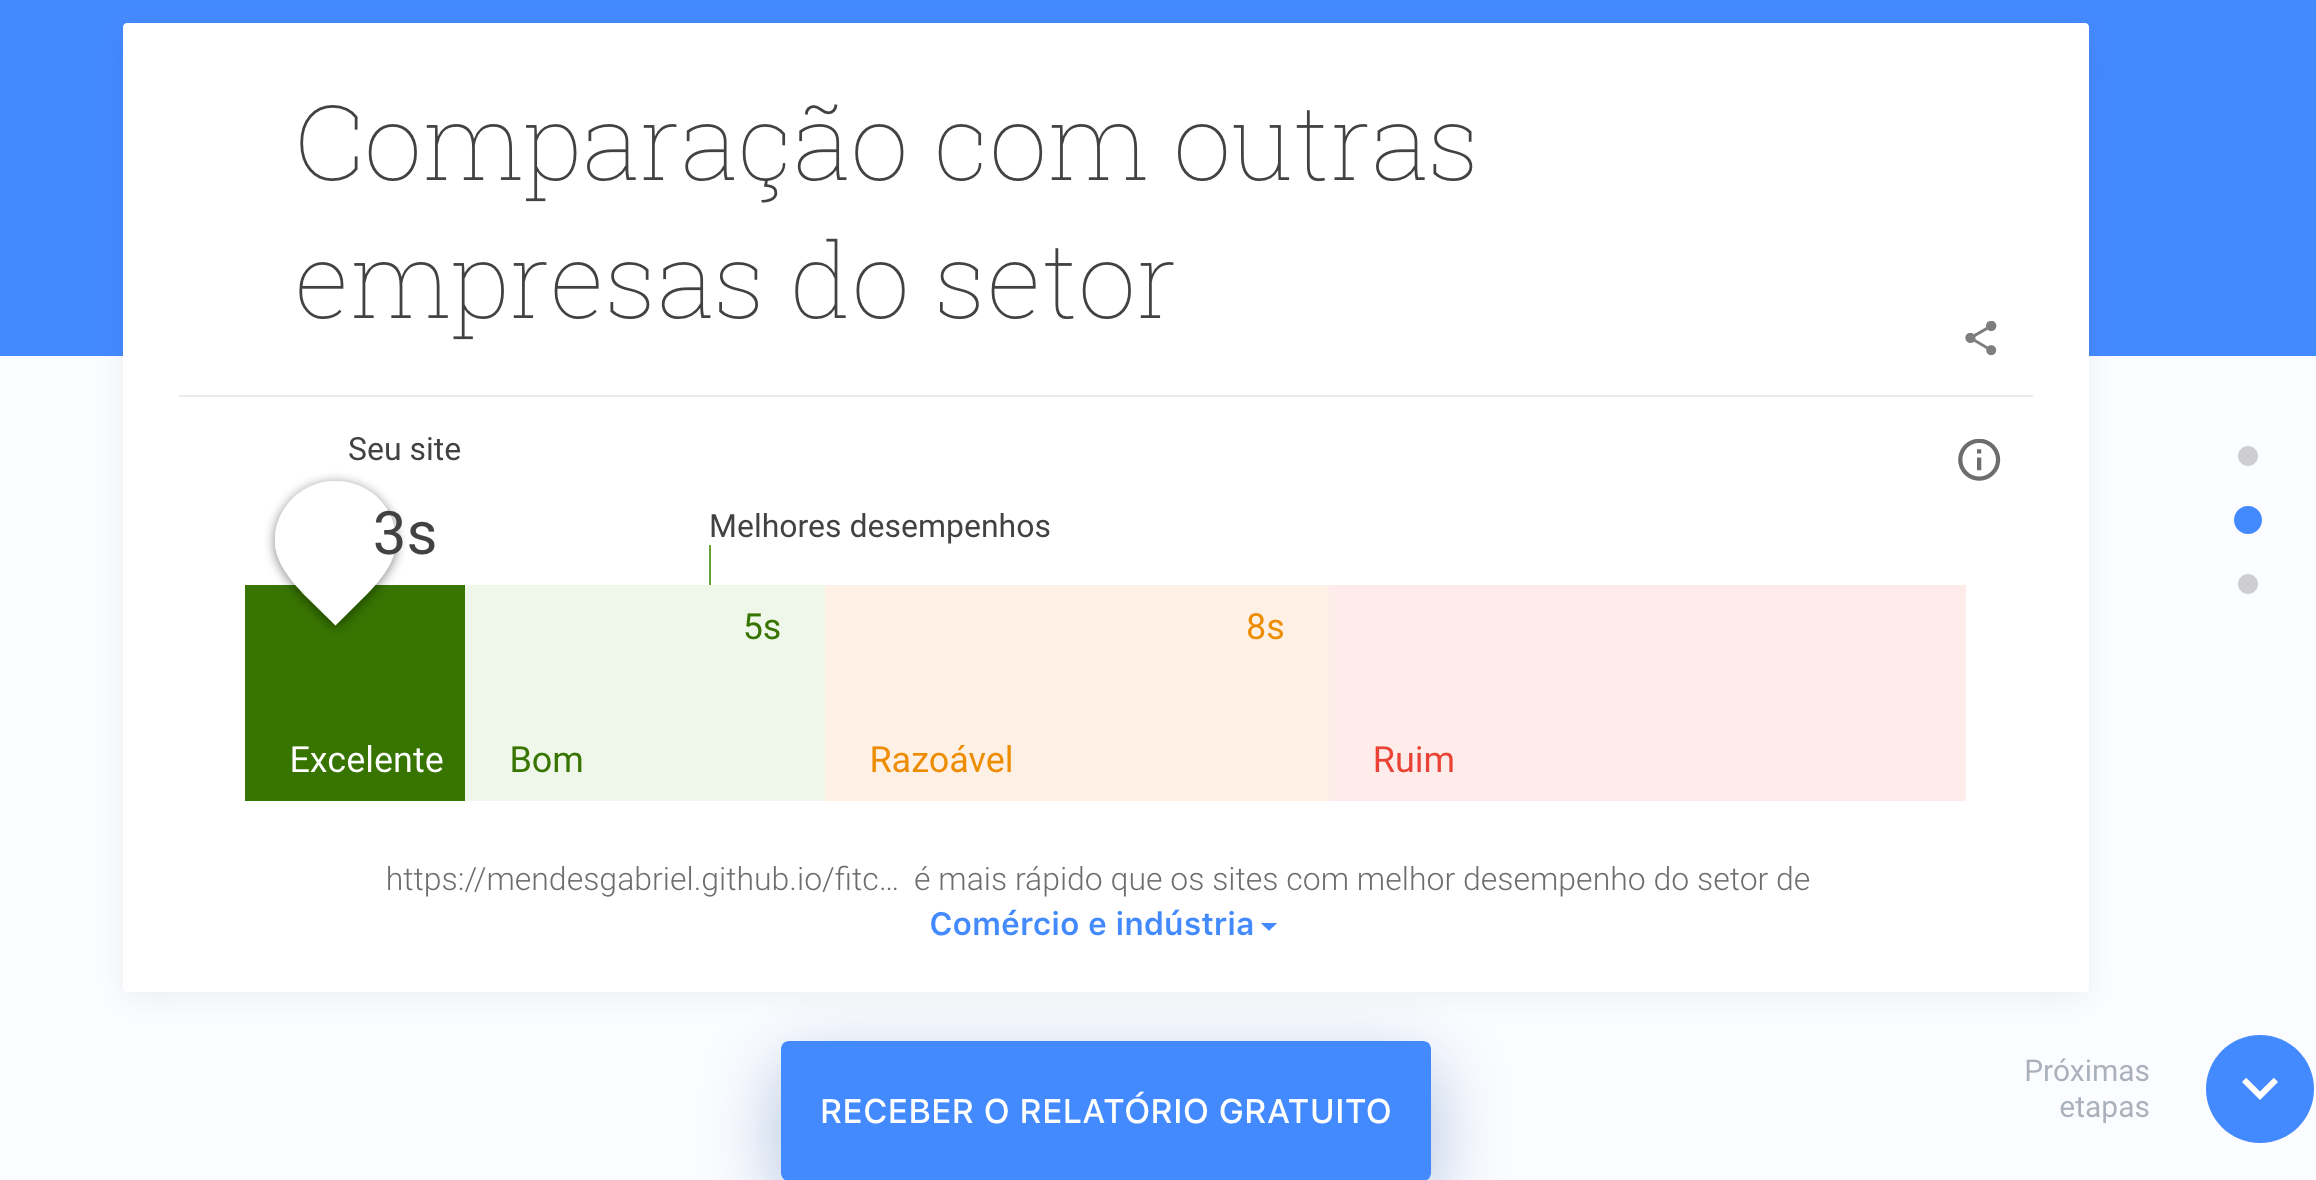 Comparação com outras
empresas do setor
Seu site
3s
Melhores desempenhos
5s
8s
Excelente
Bom
Razoável
Ruim
https://mendesgabriel.github.io/fitc... é mais rápido que os sites com melhor desempenho do setor de
Comércio e indústria
RECEBER O RELATÓRIO GRATUITO
Próximas
etapas